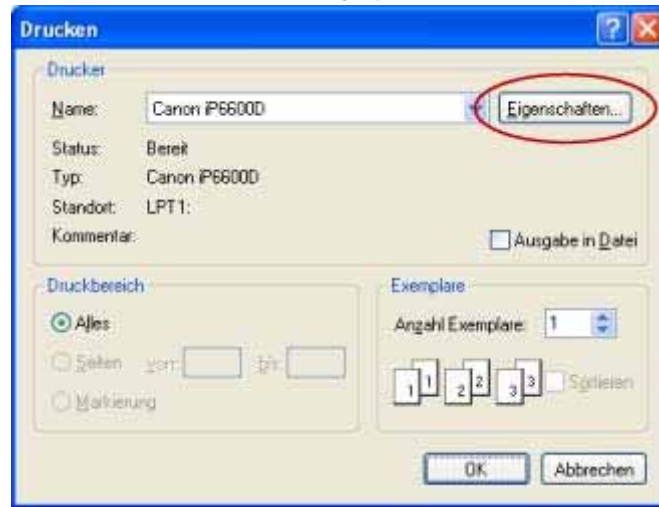 Drucken
Drucker
Name: Canon iP6600D Eigenschaften...
Status: Bereit
Typ: Canon iP6600D
Standort: LPT1:
Kommentar: Ausgabe in Datei
Druckbereich
Alles
Seiten von: bis:
Markierung
Exemplare
Anzahl Exemplare: 1
1 1 2 2 3 3 Sortieren
OK Abbrechen